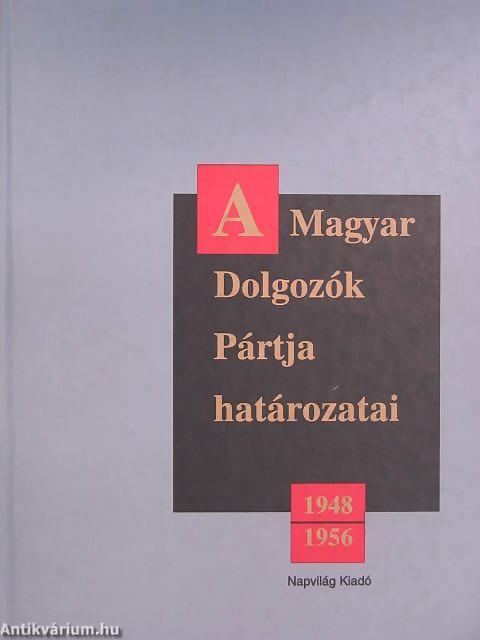 A Magyar
Dolgozók
Pártja
határozatai
1948
1956
Napvilág Kiadó
Antikvárium.hu